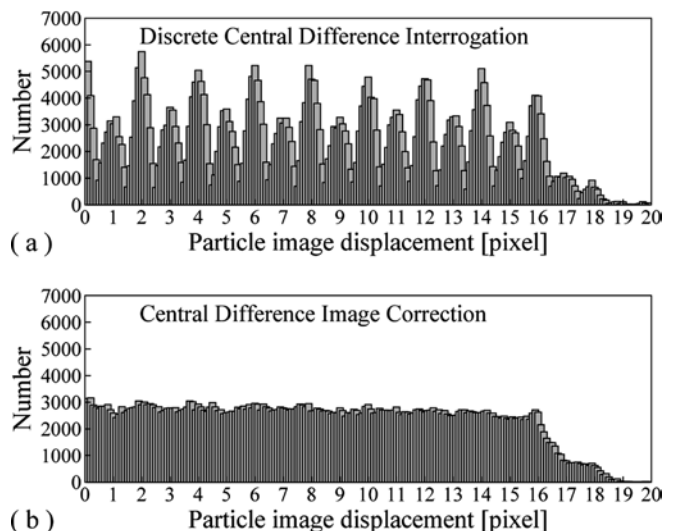 7000
Discrete Central Difference Interrogation
6000
5000
4000
3000
2000
1000
0
Number
0 1 2 3 4 5 6 7 8 9 10 11 12 13 14 15 16 17 18 19 20
( a ) Particle image displacement [pixel]
7000
Central Difference Image Correction
6000
5000
4000
3000
2000
1000
0
Number
0 1 2 3 4 5 6 7 8 9 10 11 12 13 14 15 16 17 18 19 20
( b ) Particle image displacement [pixel]